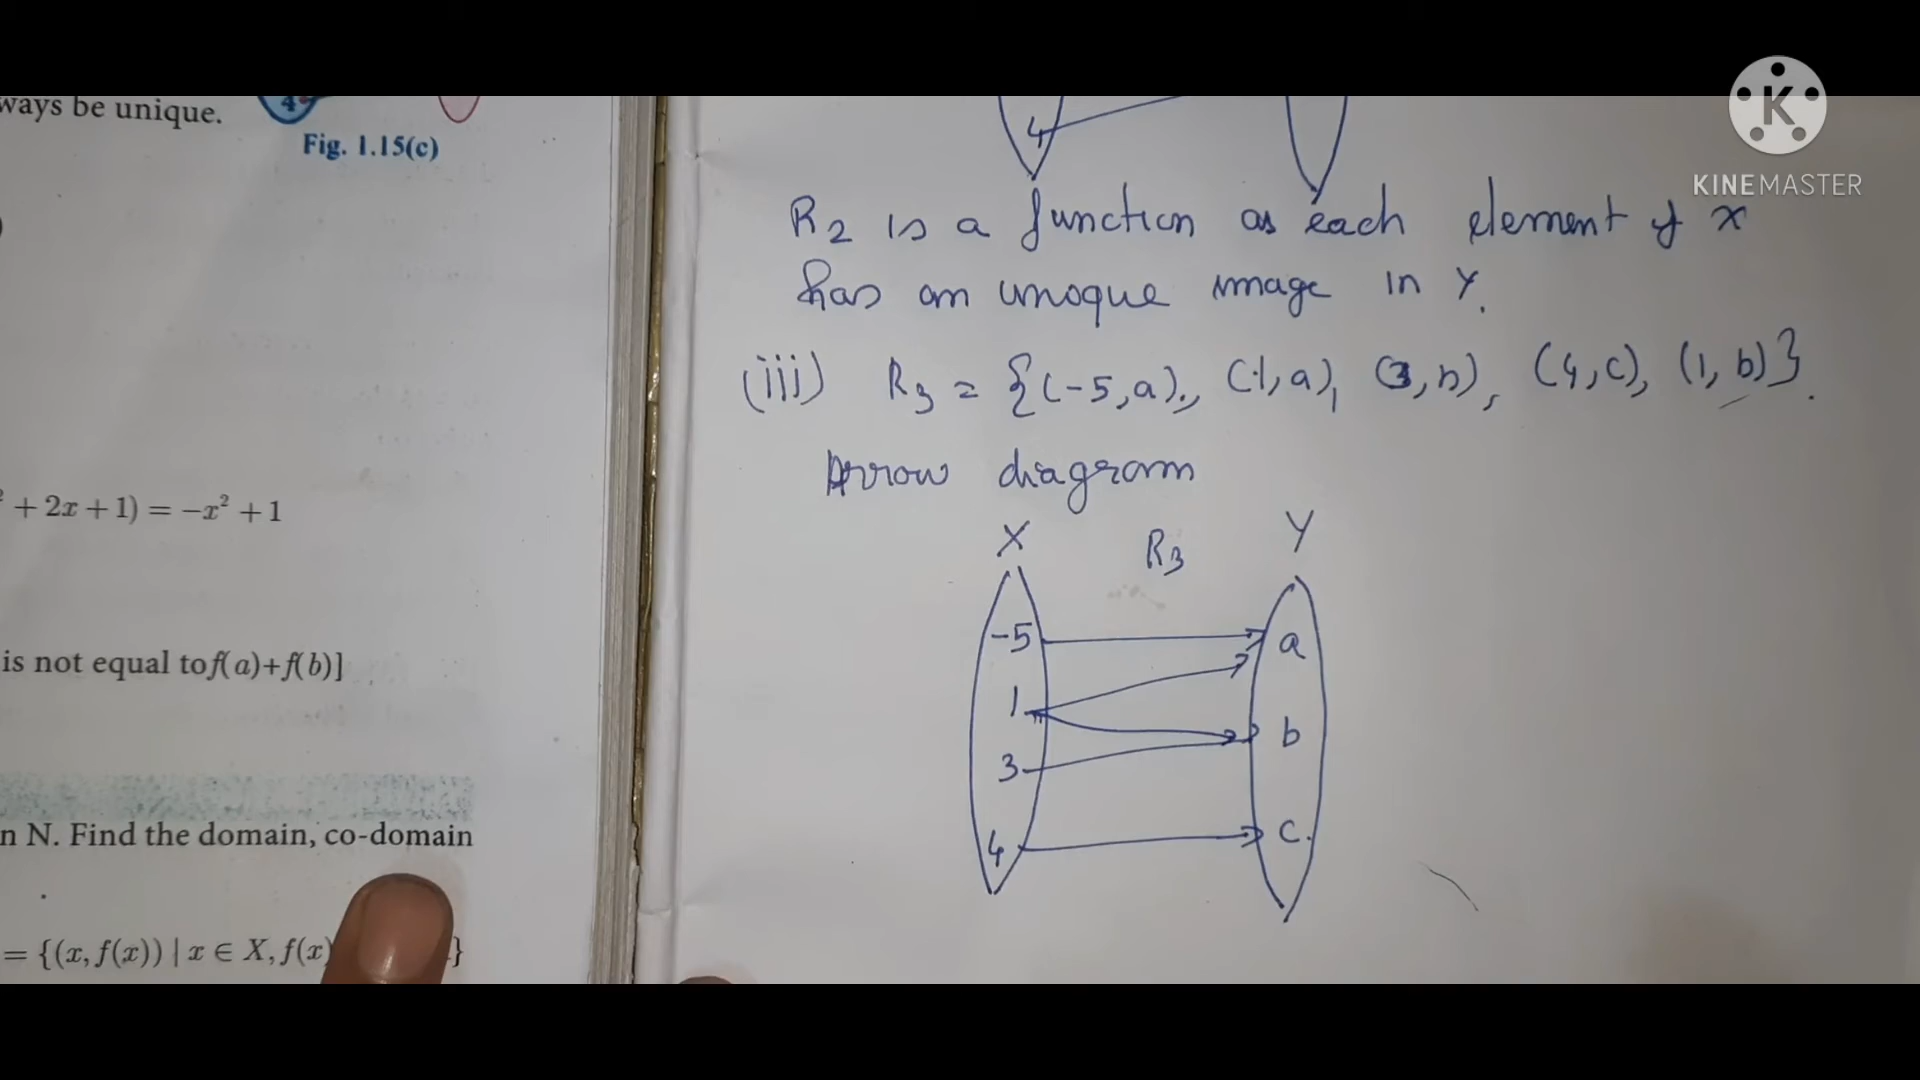 ways be unique.
4
Fig. 1.15(c)
+ 2x + 1) = −x² + 1
is not equal to f(a)+f(b)]
n N. Find the domain, co-domain
= {(x, f(x)) | x ∈ X, f(x) }
K
KINEMASTER
4
R2 is a function as each element of X
has an unoque image in Y.
(iii) R3 = {(-5,a), (1,a), (3,b), (4,c), (1,b)}.
Arrow diagram
X R3 Y
-5 a
1
b
3
4 c.